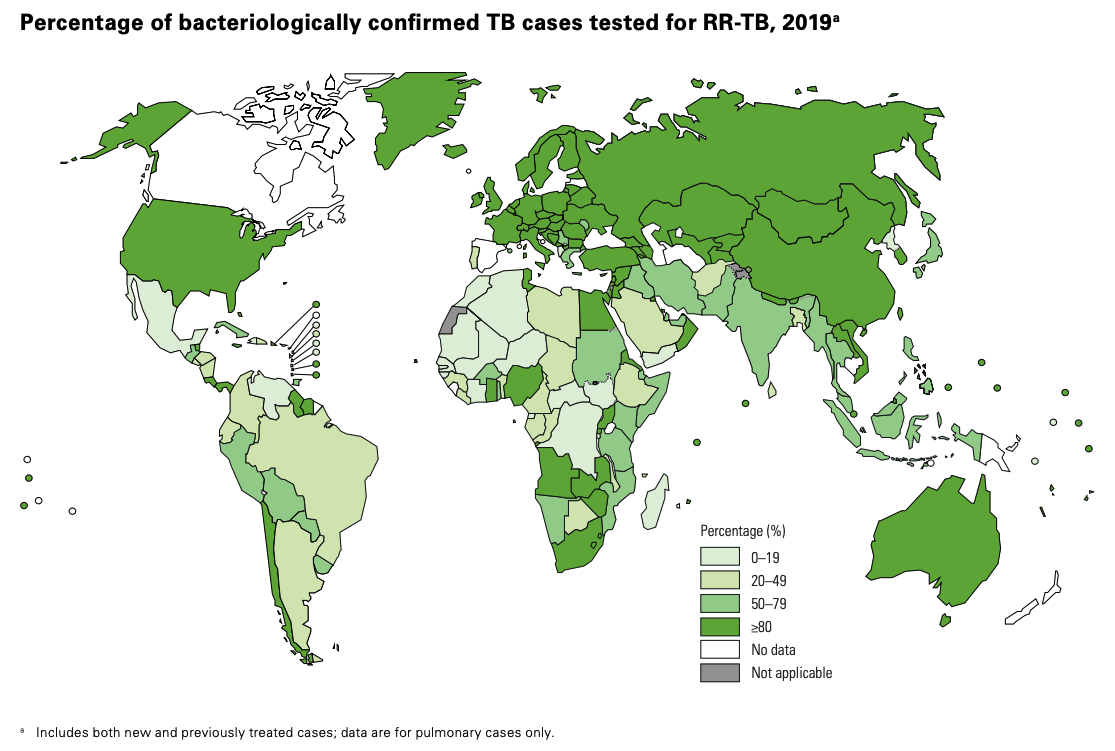 Percentage of bacteriologically confirmed TB cases tested for RR-TB, 2019ᵃ
Percentage (%)
0–19
20–49
50–79
≥80
No data
Not applicable
ᵃ Includes both new and previously treated cases; data are for pulmonary cases only.